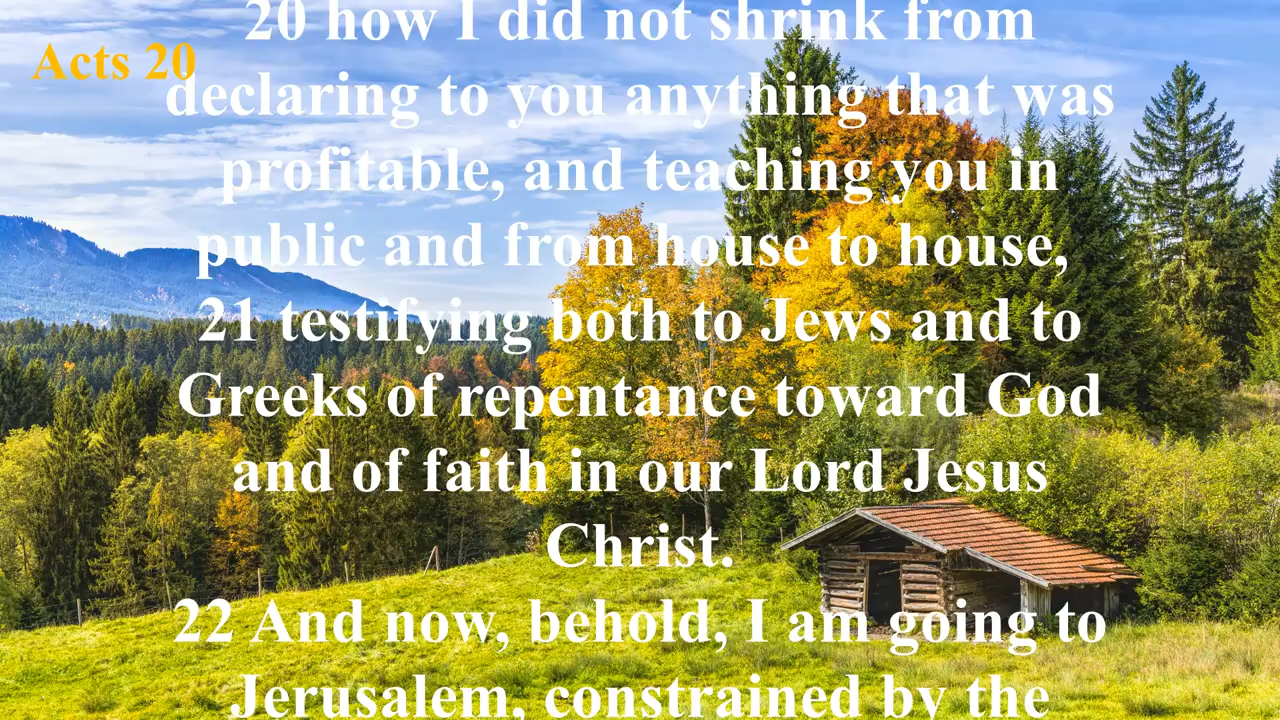 20 how I did not shrink from
Acts 20
declaring to you anything that was
profitable, and teaching you in
public and from house to house,
21 testifying both to Jews and to
Greeks of repentance toward God
and of faith in our Lord Jesus
Christ.
22 And now, behold, I am going to
Jerusalem, constrained by the